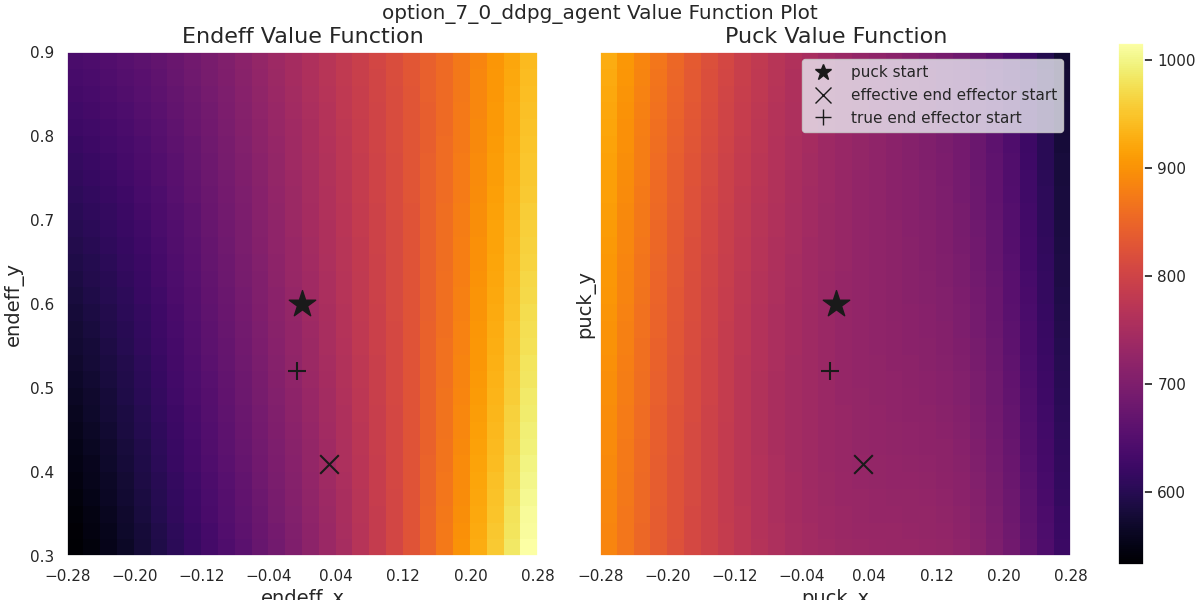 option_7_0_ddpg_agent Value Function Plot
Endeff Value Function
Puck Value Function
puck start
effective end effector start
true end effector start
0.9
0.8
0.7
0.6
0.5
0.4
0.3
endeff_y
−0.28 −0.20 −0.12 −0.04 0.04 0.12 0.20 0.28
endeff_x
puck_y
−0.28 −0.20 −0.12 −0.04 0.04 0.12 0.20 0.28
puck_x
1000
900
800
700
600